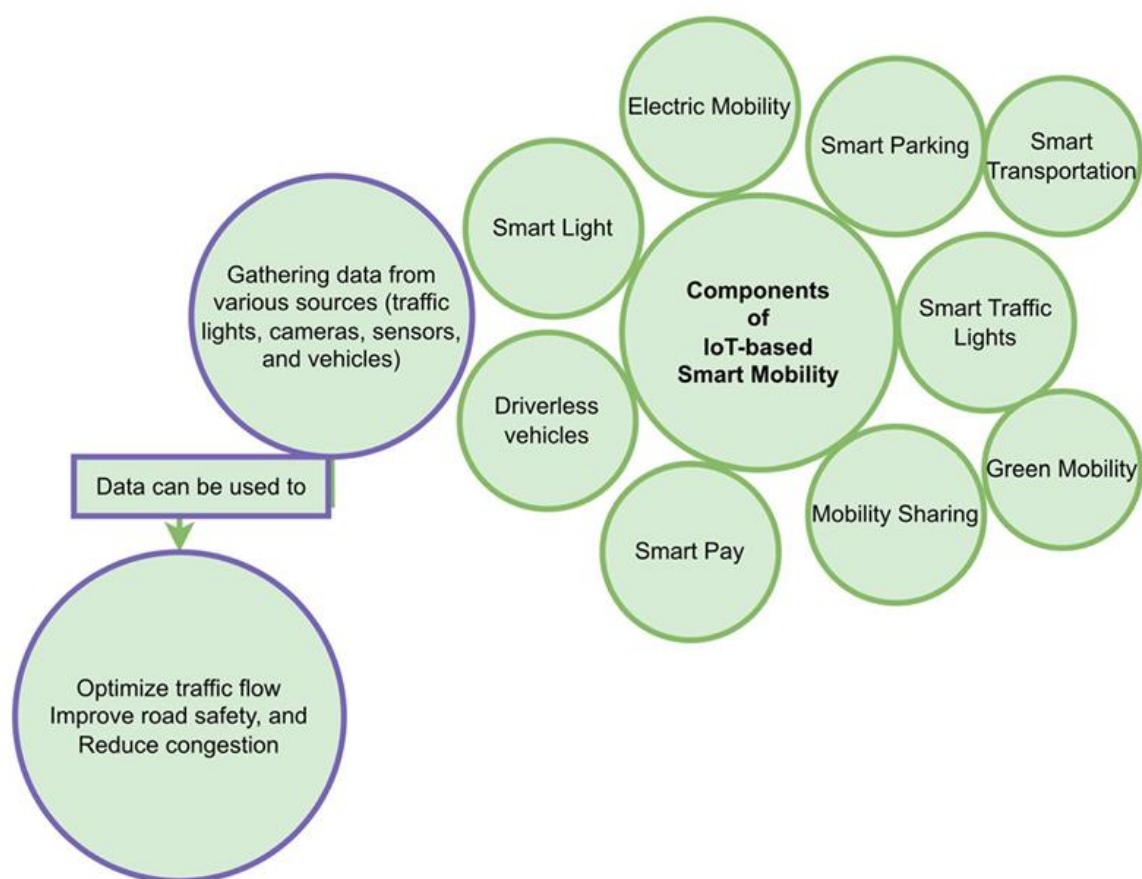 Electric Mobility
Smart Parking
Smart
Transportation
Smart Light
Gathering data from
various sources (traffic
lights, cameras, sensors,
and vehicles)
Components
of
IoT-based
Smart Mobility
Smart Traffic
Lights
Driverless
vehicles
Green Mobility
Data can be used to
Mobility Sharing
Smart Pay
Optimize traffic flow
Improve road safety, and
Reduce congestion